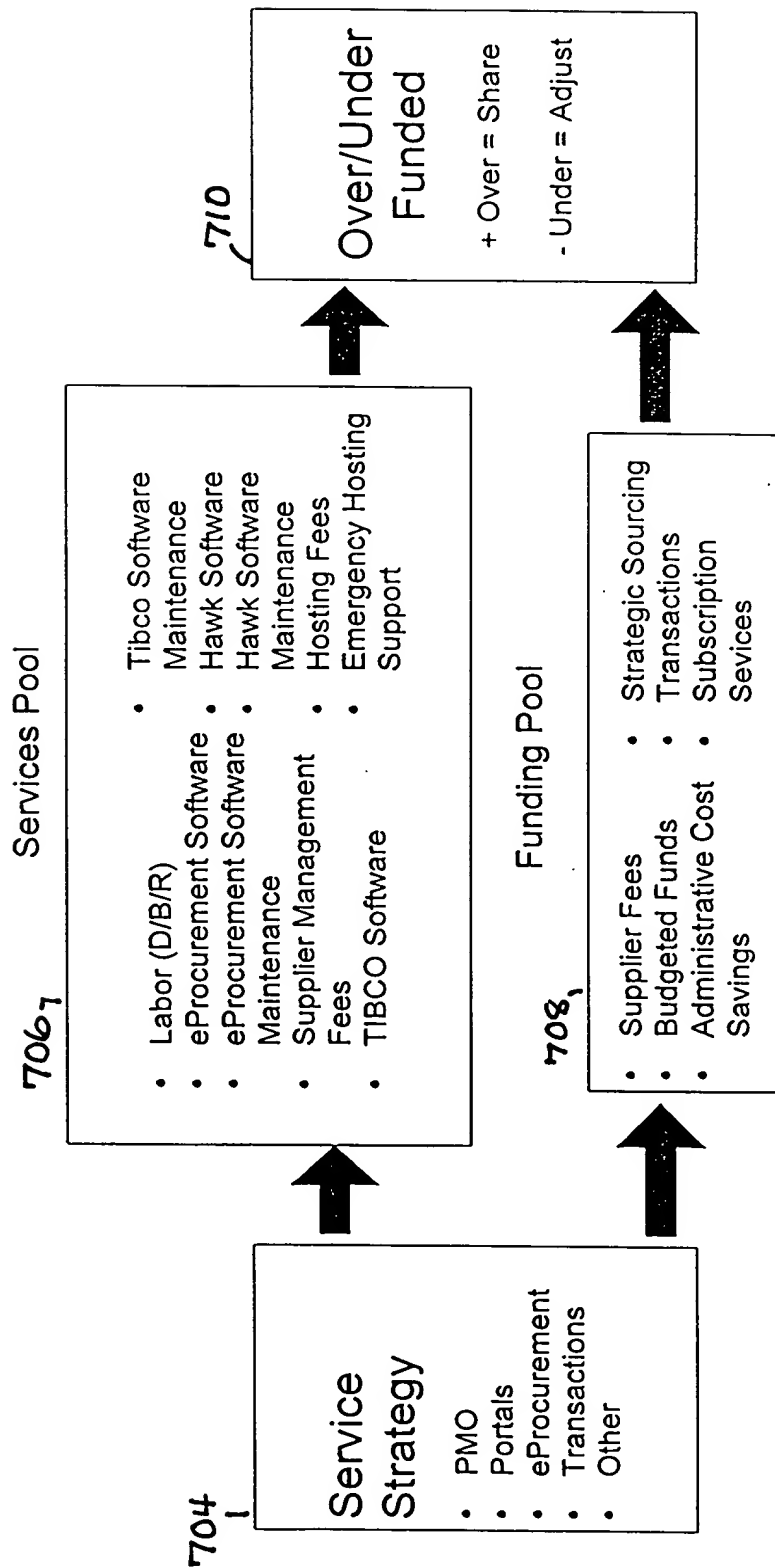 704
Service
Strategy
• PMO
• Portals
• eProcurement
• Transactions
• Other
Services Pool
706
• Labor (D/B/R)
• eProcurement Software
• eProcurement Software
Maintenance
• Supplier Management
Fees
• TIBCO Software
• Tibco Software
Maintenance
• Hawk Software
• Hawk Software
Maintenance
• Hosting Fees
• Emergency Hosting
Support
Funding Pool
708
• Supplier Fees
• Budgeted Funds
• Administrative Cost
Savings
• Strategic Sourcing
• Transactions
• Subscription
Sevices
710
Over/Under
Funded
+ Over = Share
- Under = Adjust